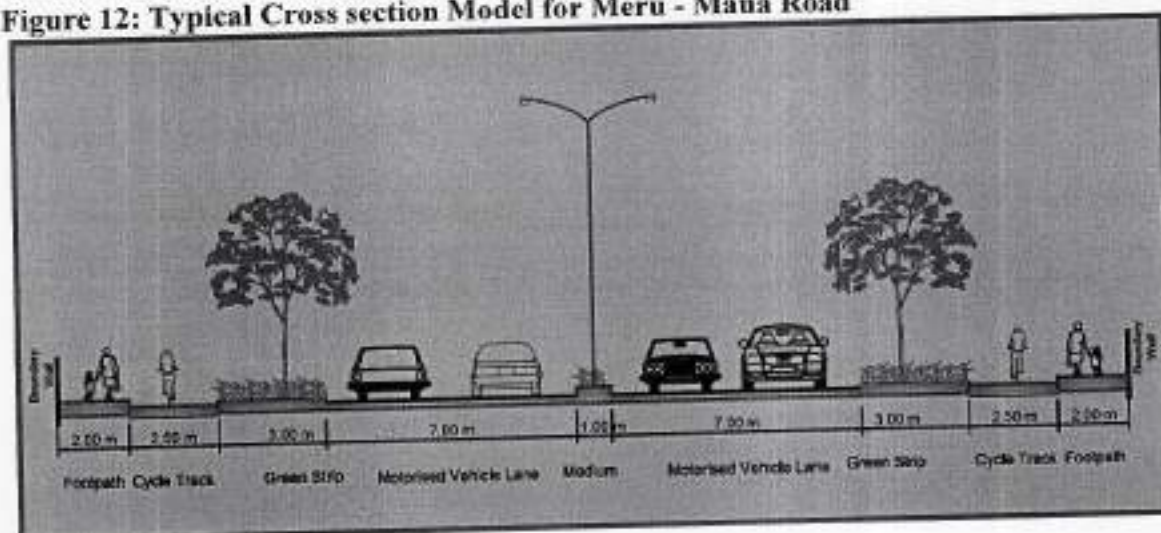 Figure 12: Typical Cross section Model for Meru - Maua Road
Boundary
Wall
Boundary
Wall
2.00 m 2.50 m 3.00 m 7.00 m 1.00 m 7.00 m 3.00 m 2.50 m 2.00 m
Footpath Cycle Track Green Strip Motorised Vehicle Lane Medium Motorised Vehicle Lane Green Strip Cycle Track Footpath